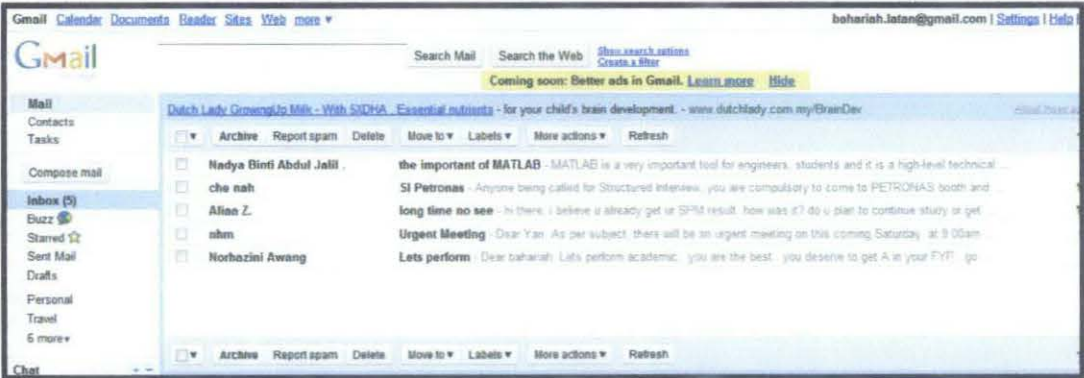 Gmail Calendar Documents Reader Sites Web more ▼ bahariah.latan@gmail.com | Settings | Help
Gmail Search Mail Search the Web Show search options
Create a filter
Coming soon: Better ads in Gmail. Learn more Hide
Mail
Contacts
Tasks
Compose mail
Inbox (5)
Buzz
Starred
Sent Mail
Drafts
Personal
Travel
6 more▼
Chat
Dutch Lady GrowingUp Milk - With 5XDHA . Essential nutrients - for your child's brain development. - www.dutchlady.com.my/BrainDev
Archive Report spam Delete Move to ▼ Labels ▼ More actions ▼ Refresh
Nadya Binti Abdul Jalil . the important of MATLAB - MATLAB is a very important tool for engineers, students and it is a high-level technical ...
che nah SI Petronas - Anyone being called for Structured Interview, you are compulsory to come to PETRONAS booth and ...
Aliaa Z. long time no see - hi there, i believe u already get ur SPM result. how was it? do u plan to continue study or get ...
nhm Urgent Meeting - Dear Yan, As per subject, there will be an urgent meeting on this coming Saturday, at 9.00am ...
Norhazini Awang Lets perform - Dear bahariah, Lets perform academic.. you are the best.. you deserve to get A in your FYP.. go
Archive Report spam Delete Move to ▼ Labels ▼ More actions ▼ Refresh